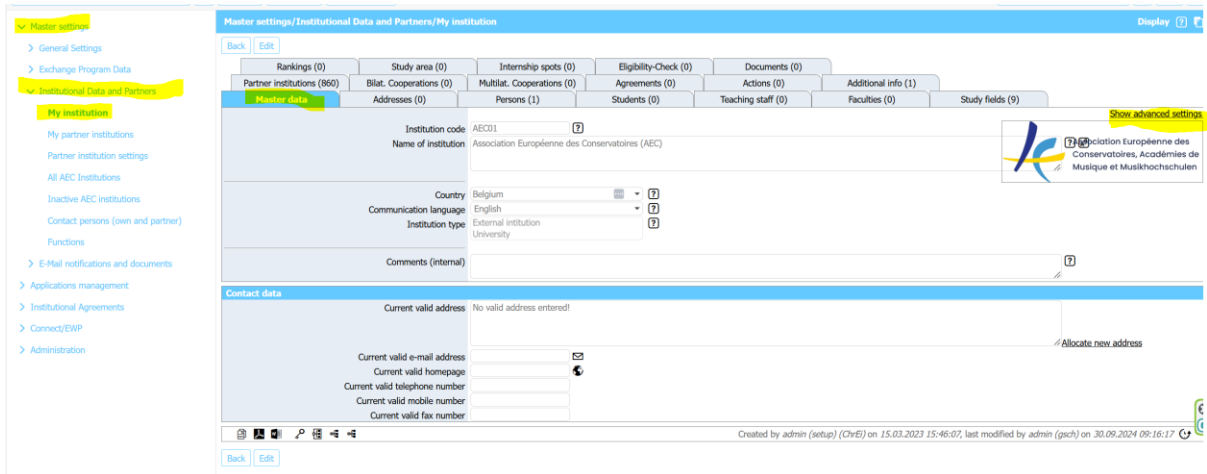 Master settings
General Settings
Exchange Program Data
Institutional Data and Partners
My institution
My partner institutions
Partner institution settings
All AEC Institutions
Inactive AEC institutions
Contact persons (own and partner)
Functions
E-Mail notifications and documents
Applications management
Institutional Agreements
Connect/EWP
Administration
Master settings/Institutional Data and Partners/My institution Display ?
Back Edit
Rankings (0) Study area (0) Internship spots (0) Eligibility-Check (0) Documents (0)
Partner institutions (860) Bilat. Cooperations (0) Multilat. Cooperations (0) Agreements (0) Actions (0) Additional info (1)
Master data Addresses (0) Persons (1) Students (0) Teaching staff (0) Faculties (0) Study fields (9)
Show advanced settings
Institution code AEC01 ?
Name of institution Association Européenne des Conservatoires (AEC) ?
Association Européenne des
Conservatoires, Académies de
Musique et Musikhochschulen
Country Belgium ?
Communication language English ?
Institution type External intitution ?
University
Comments (internal) ?
Contact data
Current valid address No valid address entered!
Allocate new address
Current valid e-mail address
Current valid homepage
Current valid telephone number
Current valid mobile number
Current valid fax number
Created by admin (setup) (ChrEi) on 15.03.2023 15:46:07, last modified by admin (gsch) on 30.09.2024 09:16:17
Back Edit